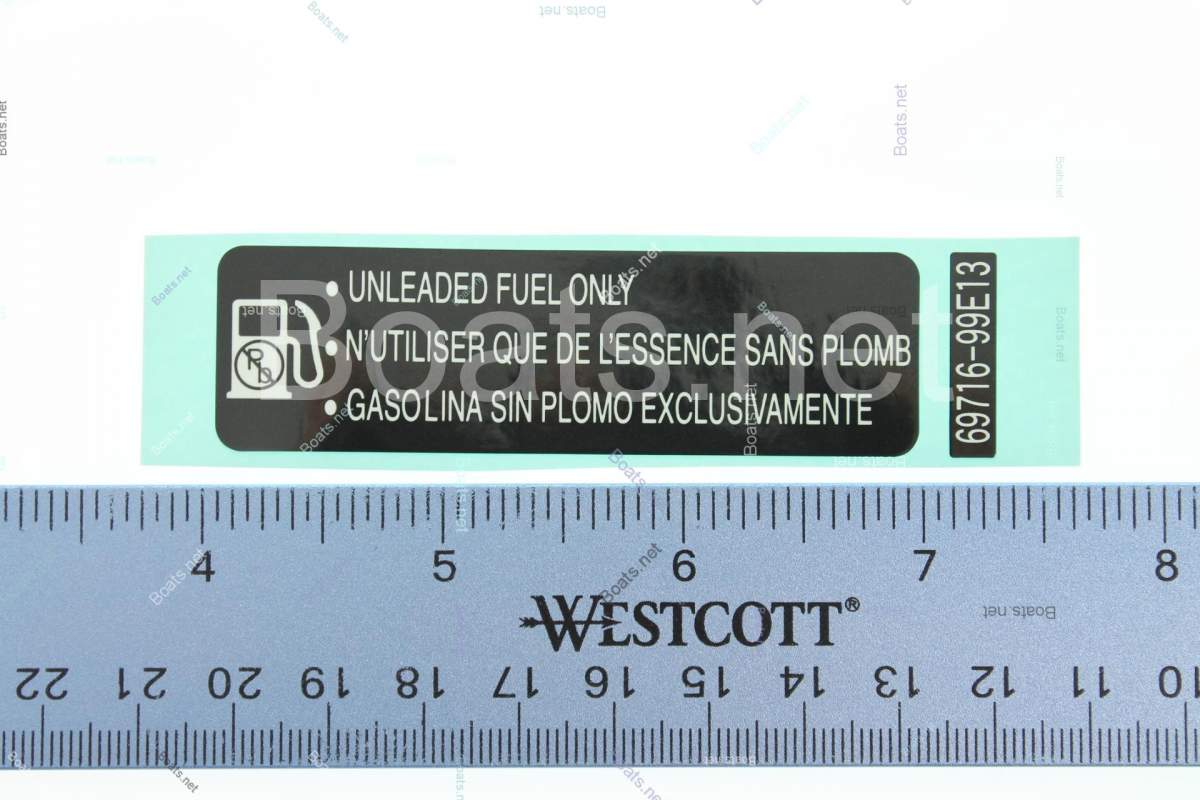 • UNLEADED FUEL ONLY
• N'UTILISER QUE DE L'ESSENCE SANS PLOMB
• GASOLINA SIN PLOMO EXCLUSIVAMENTE
Pb
69716-99E13
Boats.net
4 5 6 7 8
WESTCOTT®
22 21 20 19 18 17 16 15 14 13 12 11 10